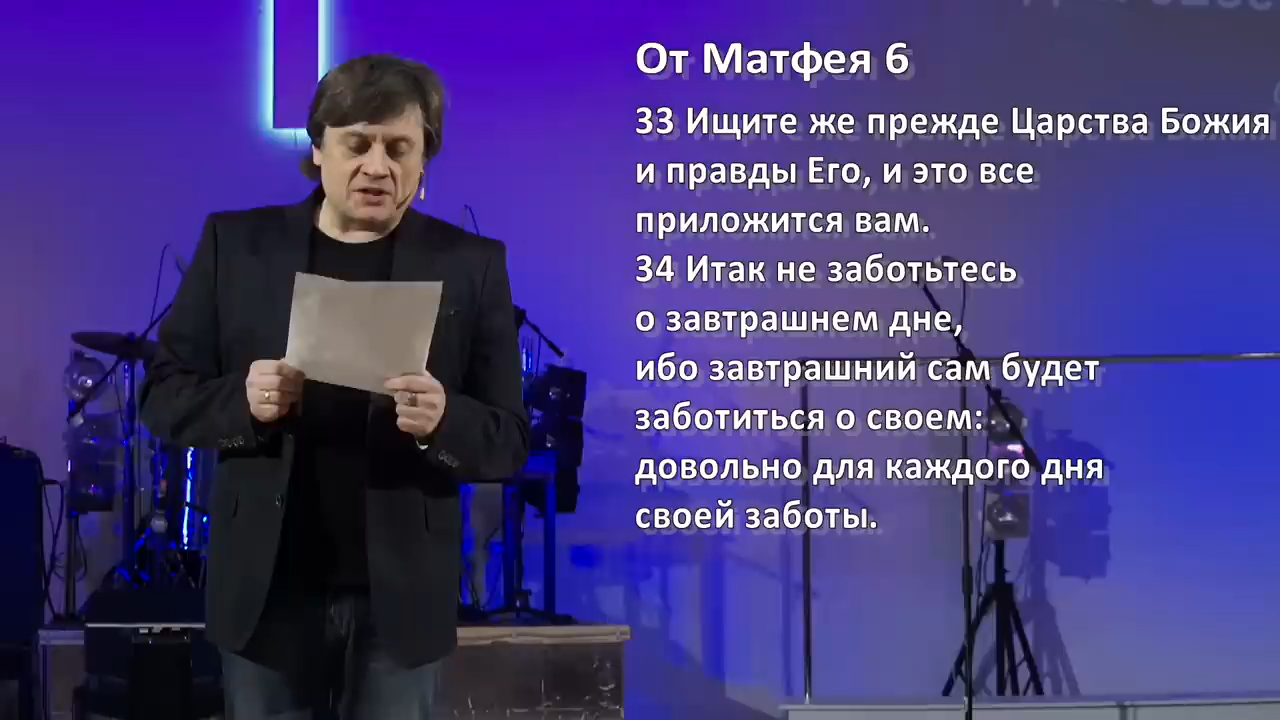 От Матфея 6
33 Ищите же прежде Царства Божия
и правды Его, и это все
приложится вам.
34 Итак не заботьтесь
о завтрашнем дне,
ибо завтрашний сам будет
заботиться о своем:
довольно для каждого дня
своей заботы.